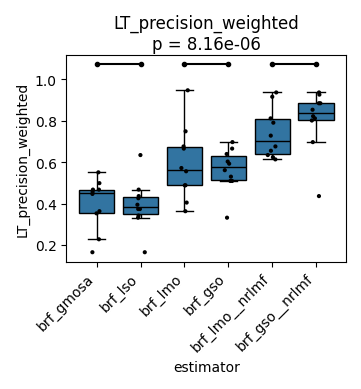 LT_precision_weighted
p = 8.16e-06
LT_precision_weighted
1.0
0.8
0.6
0.4
0.2
brf_gmosa
brf_lso
brf_lmo
brf_gso
brf_lmo__nrlmf
brf_gso__nrlmf
estimator